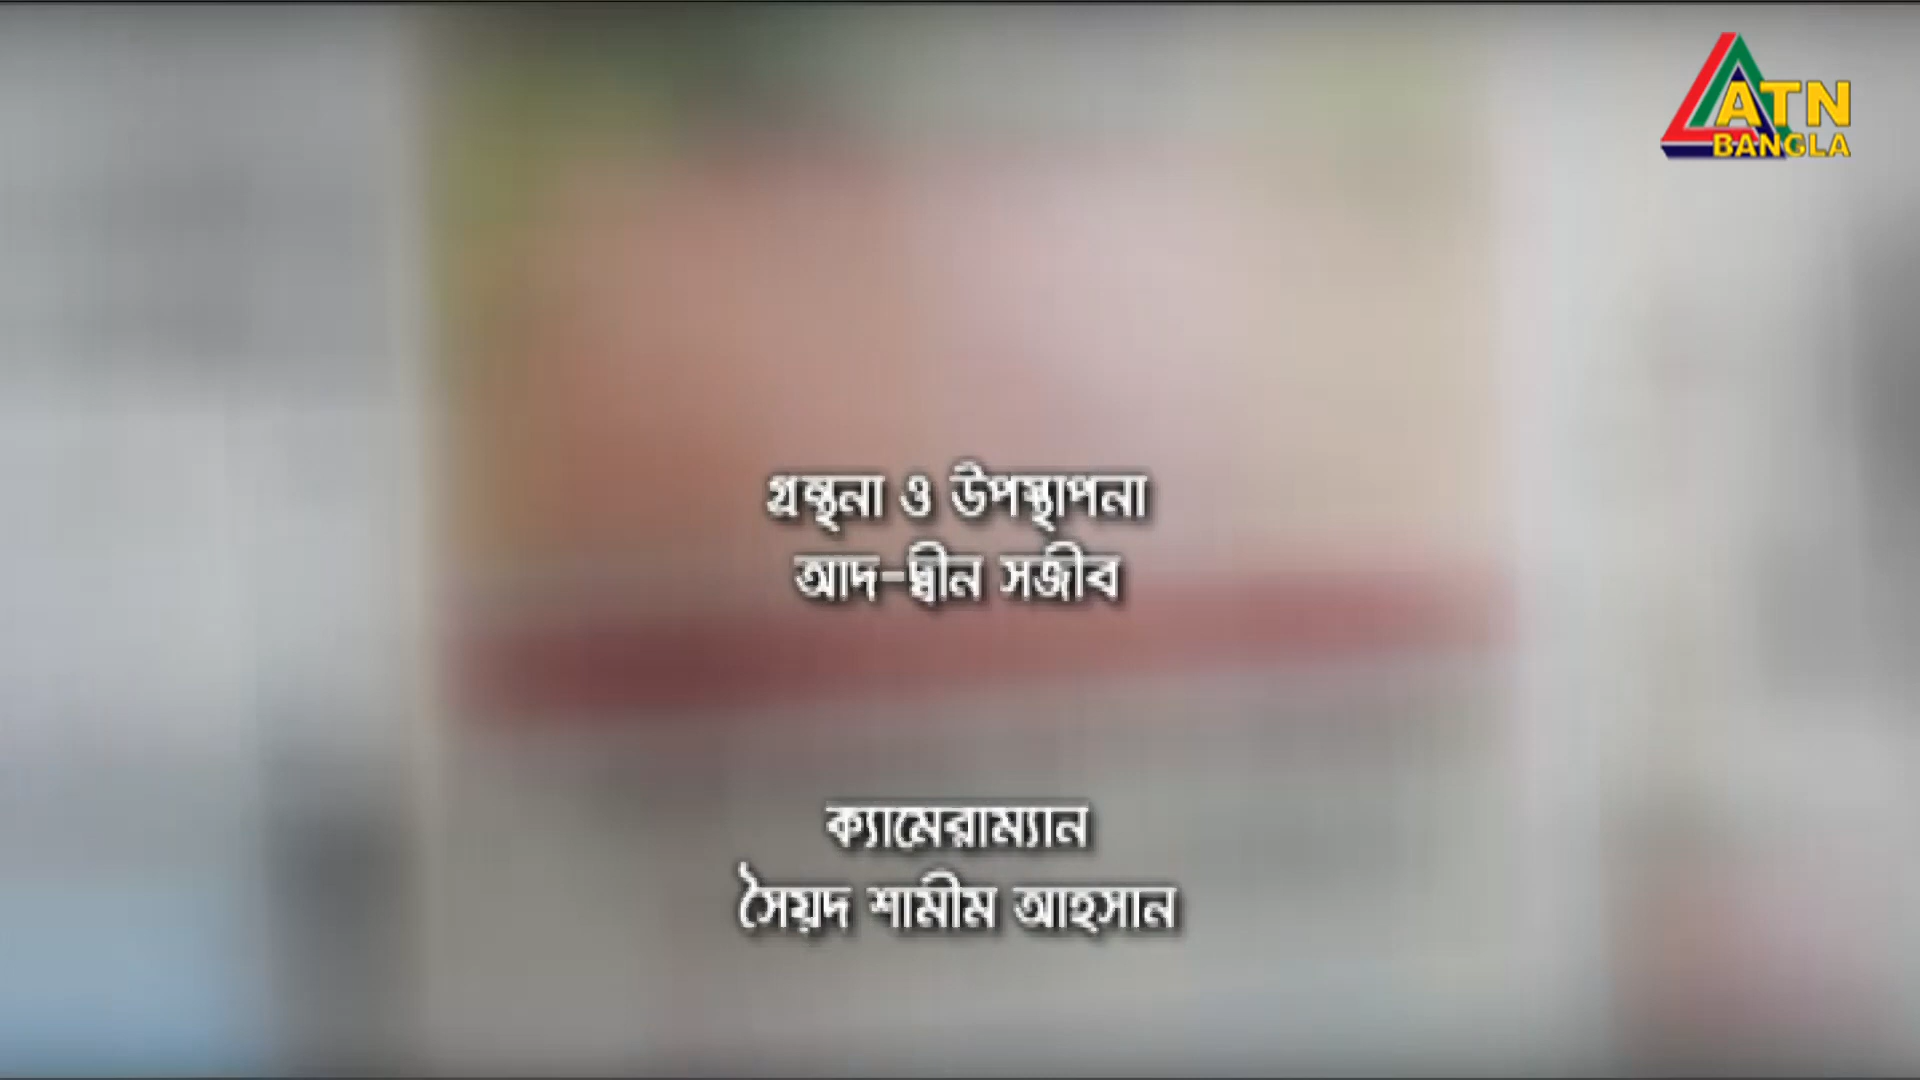 ATN
BANGLA
গ্রন্থনা ও উপস্থাপনা
আদ-দ্বীন সজীব
ক্যামেরাম্যান
সৈয়দ শামীম আহসান